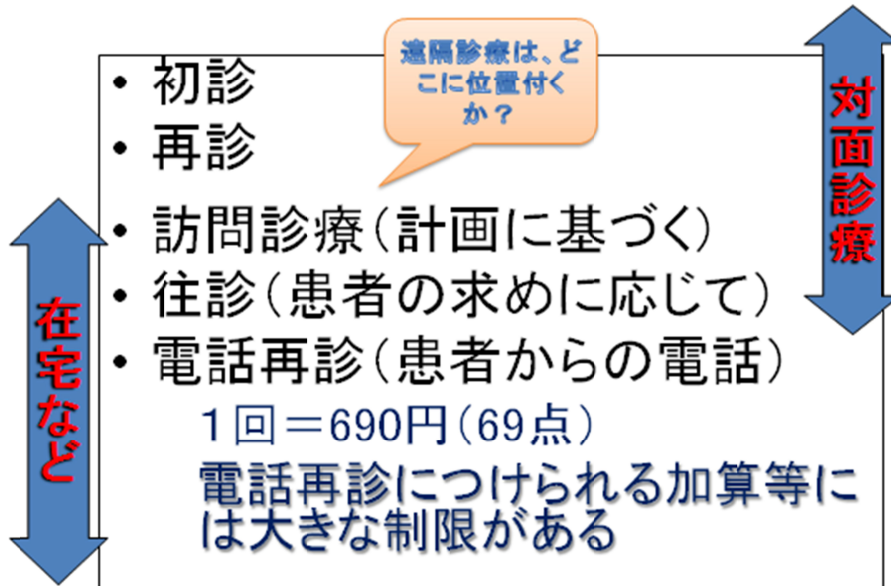 遠隔診療は、ど
こに位置付く
か？
・初診
・再診
・訪問診療（計画に基づく）
・往診（患者の求めに応じて）
・電話再診（患者からの電話）
１回＝690円（69点）
電話再診につけられる加算等に
は大きな制限がある
在宅など
対面診療